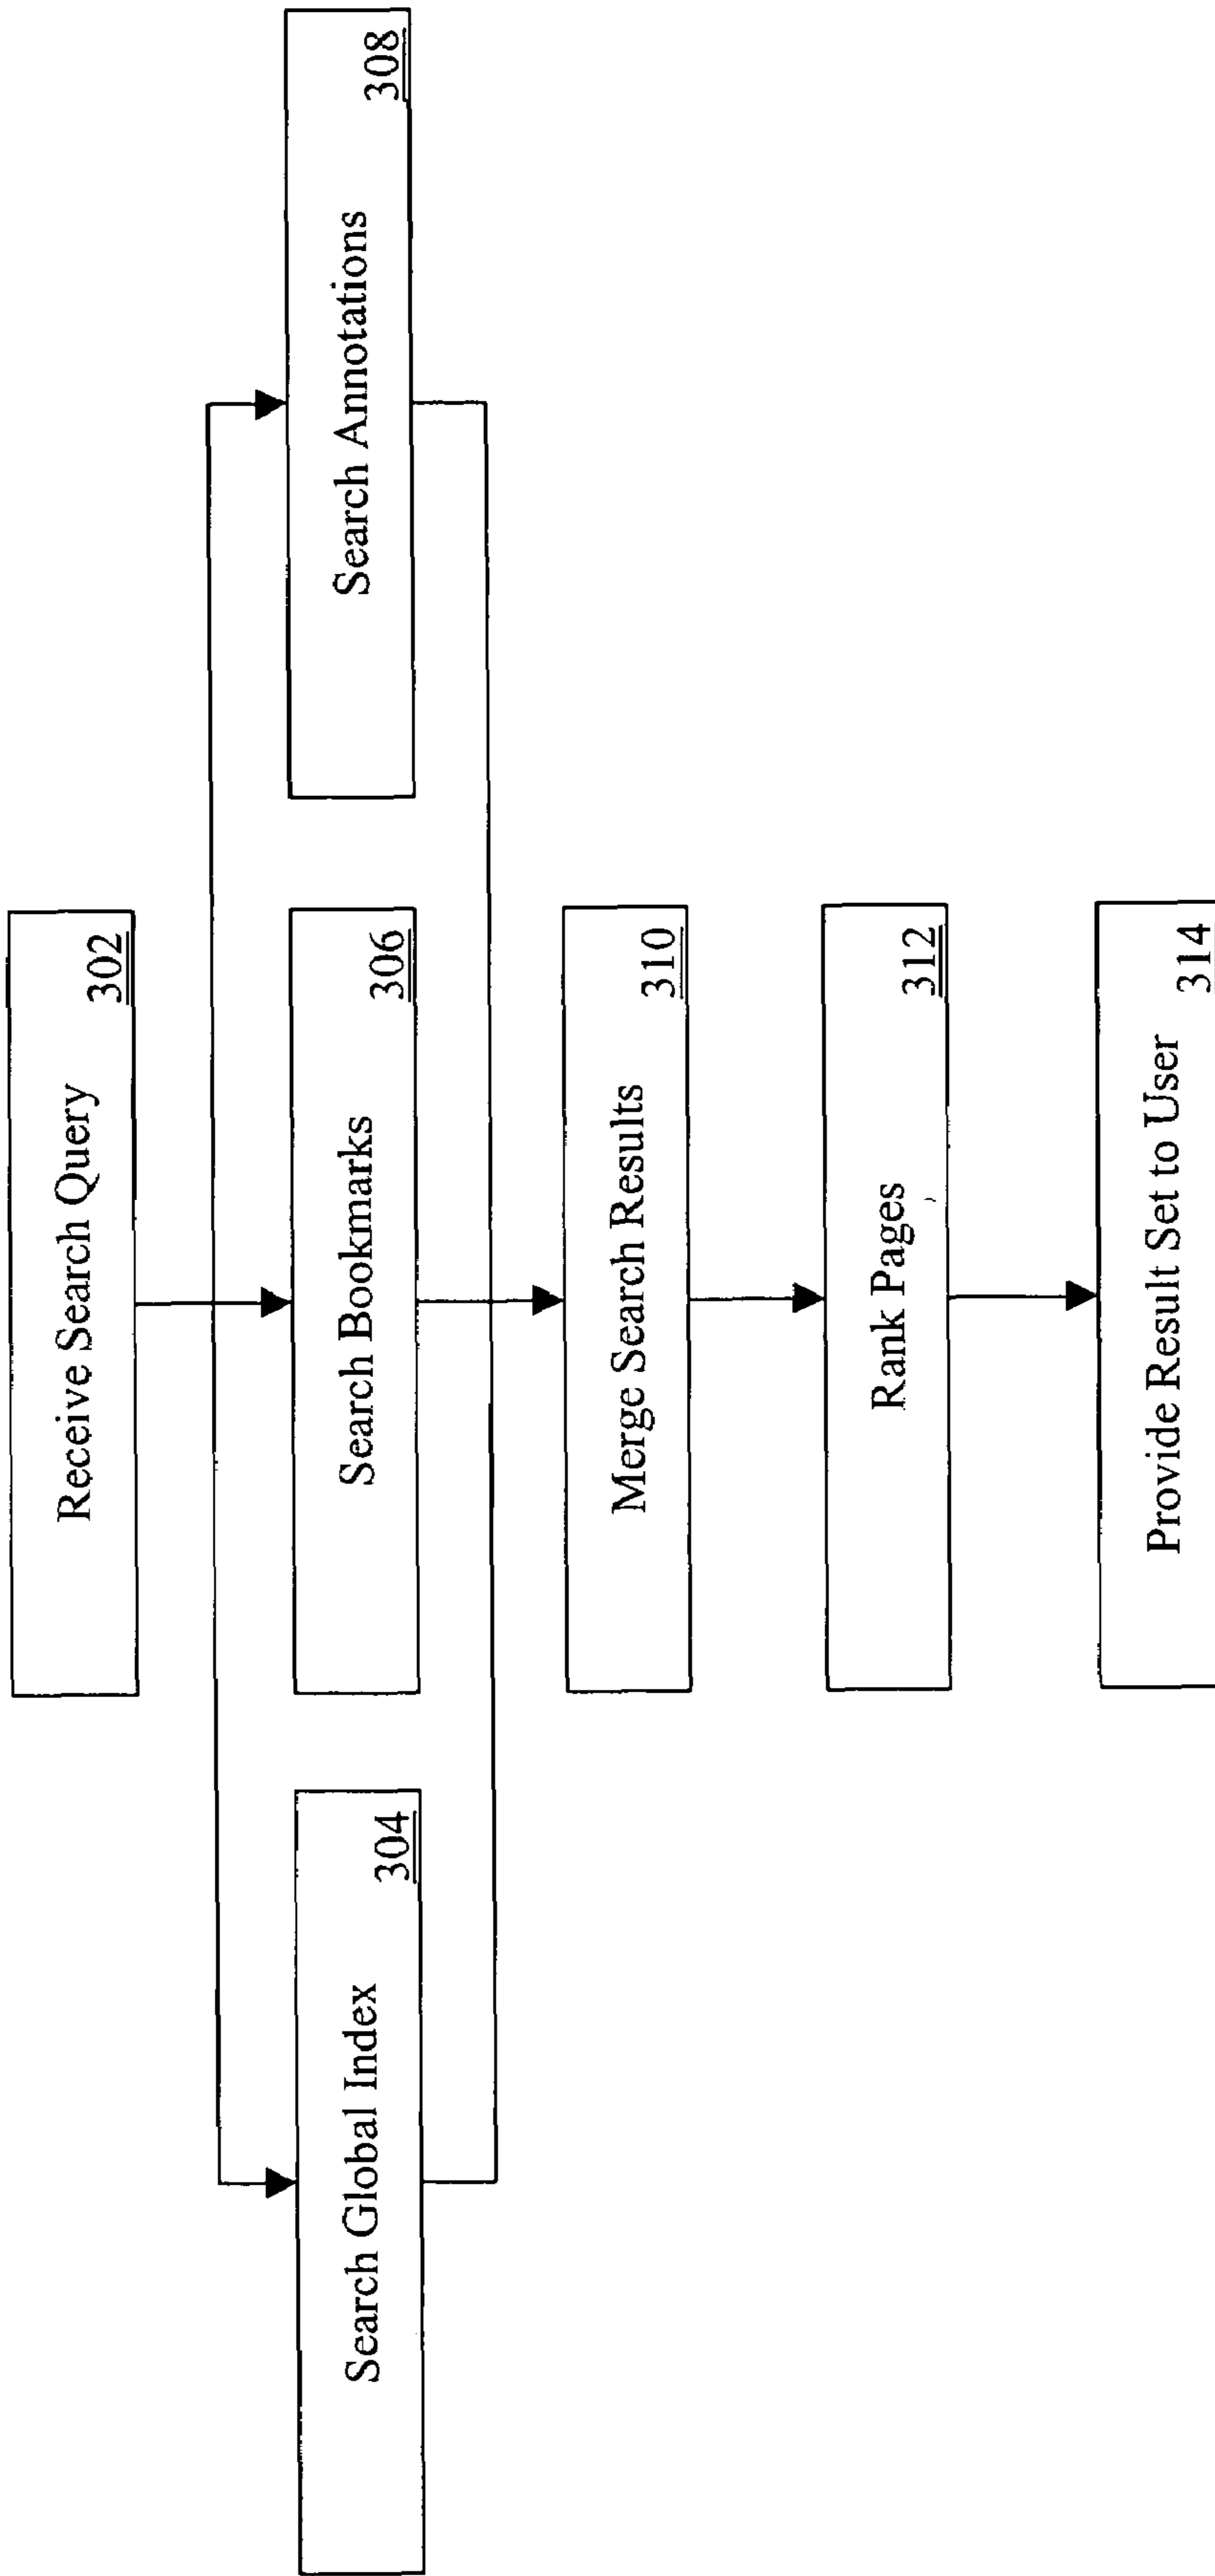 Receive Search Query
302
Search Global Index
304
Search Bookmarks
306
Search Annotations
308
Merge Search Results
310
Rank Pages
312
Provide Result Set to User
314